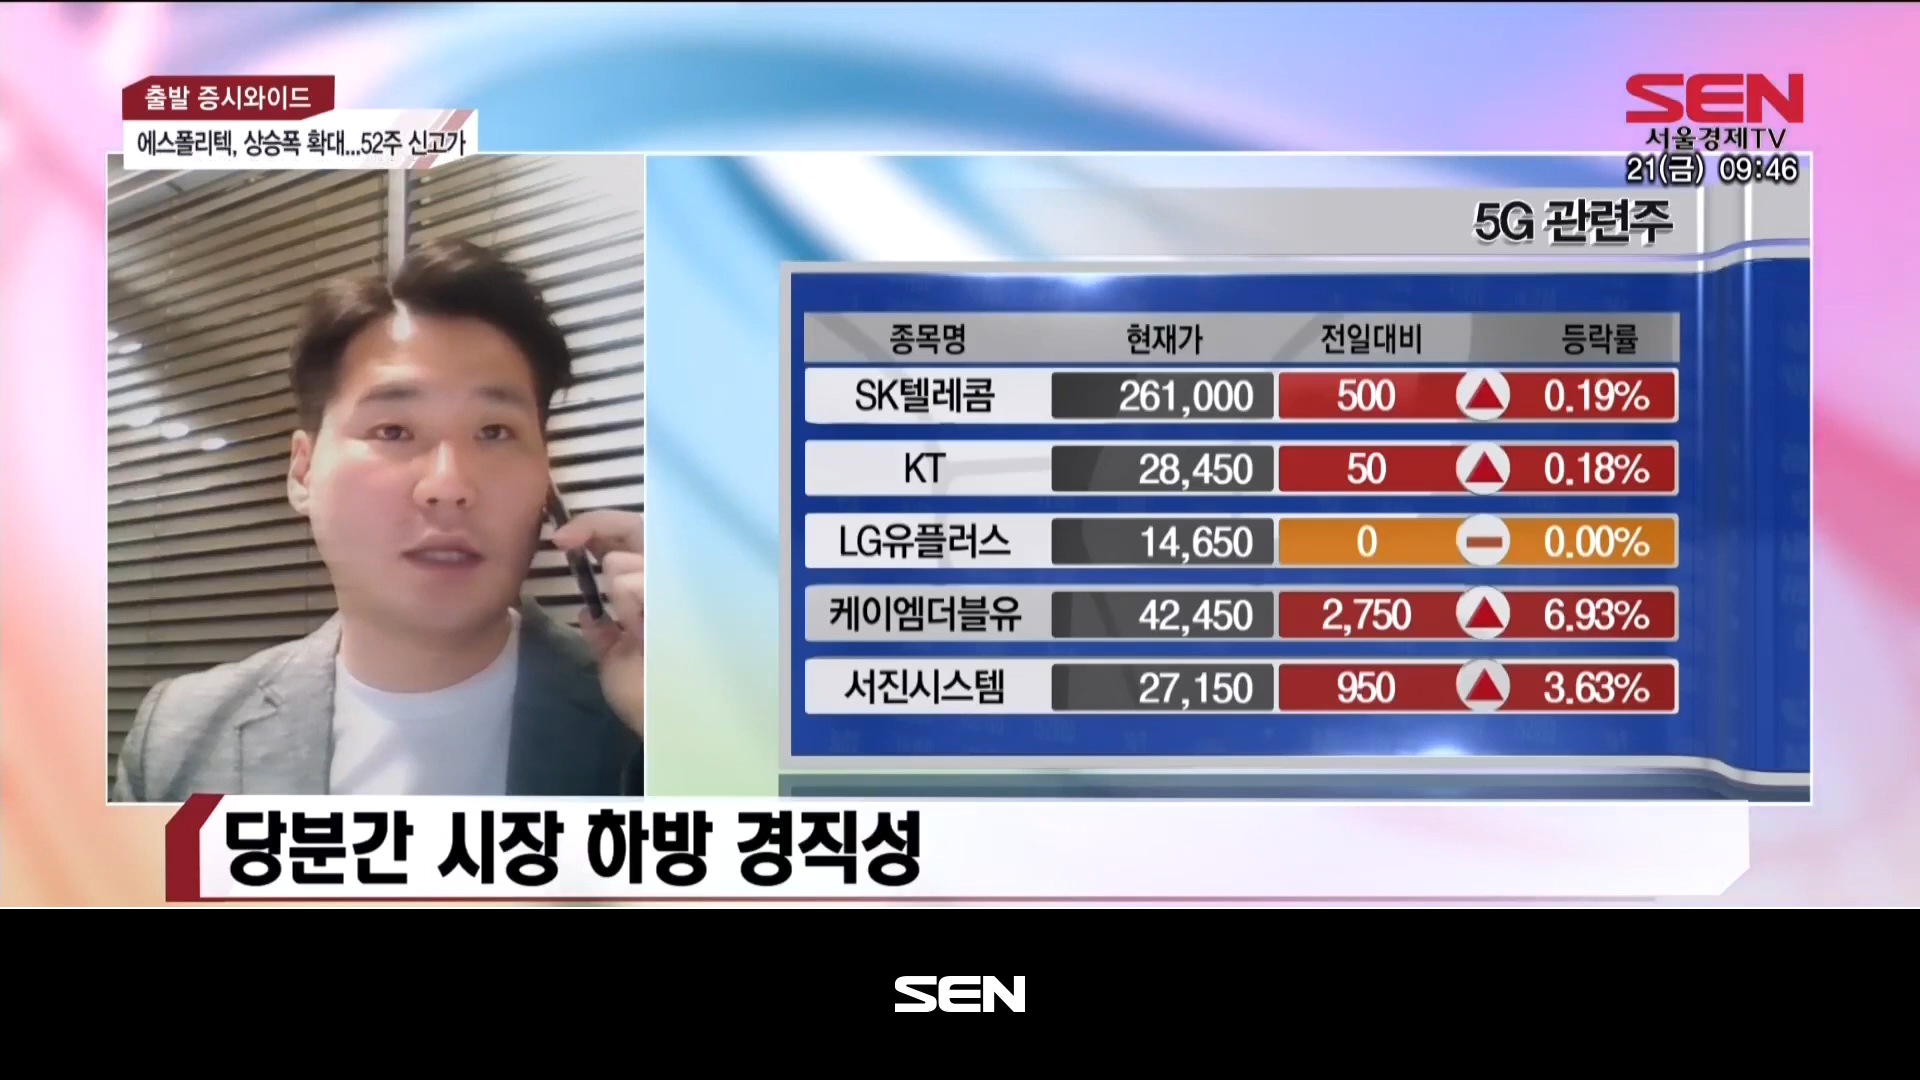 출발 증시와이드
에스폴리텍, 상승폭 확대...52주 신고가
SEN
서울경제TV
21(금) 09:46
5G 관련주
종목명 현재가 전일대비 등락률
SK텔레콤 261,000 500 ▲ 0.19%
KT 28,450 50 ▲ 0.18%
LG유플러스 14,650 0 − 0.00%
케이엠더블유 42,450 2,750 ▲ 6.93%
서진시스템 27,150 950 ▲ 3.63%
당분간 시장 하방 경직성
SEN